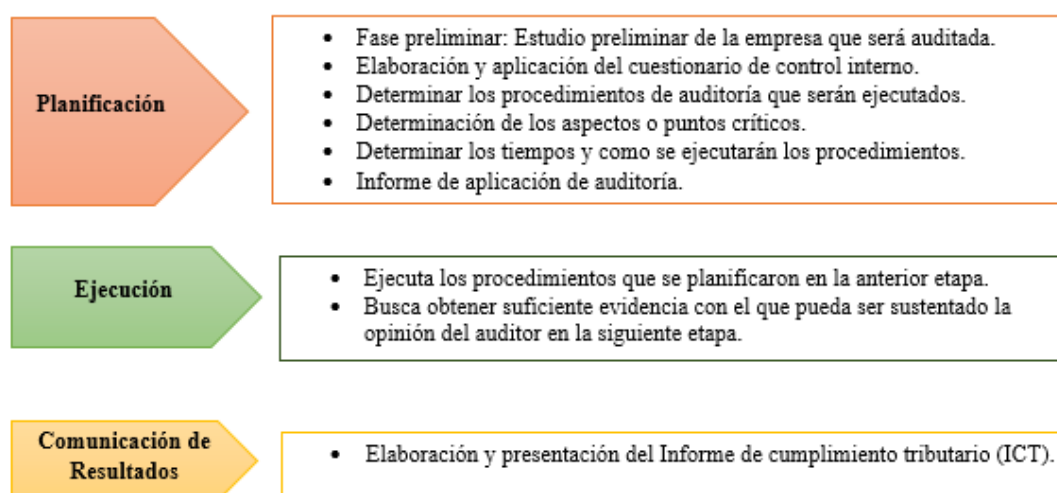 Planificación
• Fase preliminar: Estudio preliminar de la empresa que será auditada.
• Elaboración y aplicación del cuestionario de control interno.
• Determinar los procedimientos de auditoría que serán ejecutados.
• Determinación de los aspectos o puntos críticos.
• Determinar los tiempos y como se ejecutarán los procedimientos.
• Informe de aplicación de auditoría.
Ejecución
• Ejecuta los procedimientos que se planificaron en la anterior etapa.
• Busca obtener suficiente evidencia con el que pueda ser sustentado la
opinión del auditor en la siguiente etapa.
Comunicación de
Resultados
• Elaboración y presentación del Informe de cumplimiento tributario (ICT).